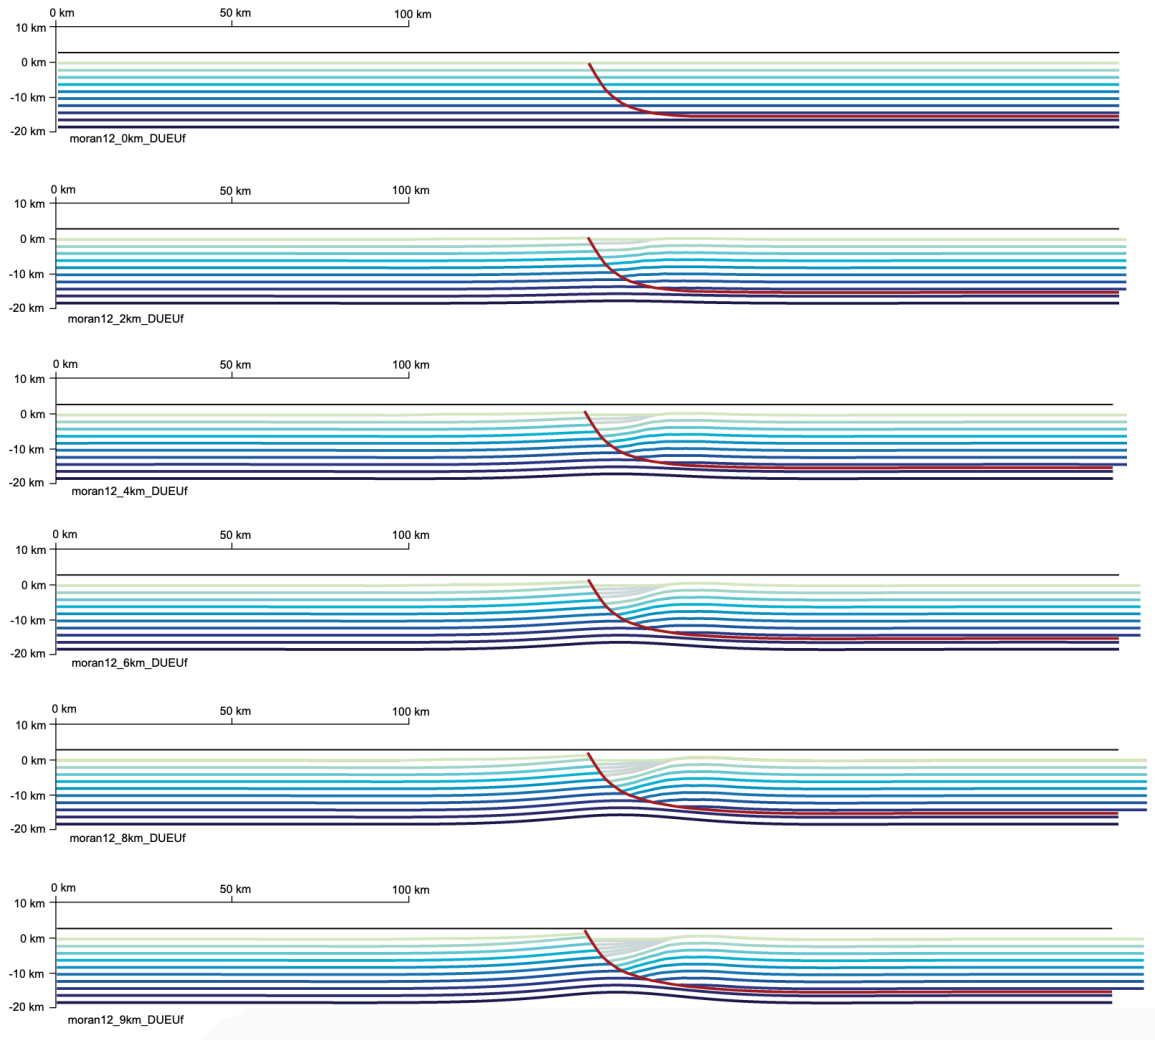 0 km 50 km 100 km
10 km
0 km
-10 km
-20 km
moran12_0km_DUEUf
0 km 50 km 100 km
10 km
0 km
-10 km
-20 km
moran12_2km_DUEUf
0 km 50 km 100 km
10 km
0 km
-10 km
-20 km
moran12_4km_DUEUf
0 km 50 km 100 km
10 km
0 km
-10 km
-20 km
moran12_6km_DUEUf
0 km 50 km 100 km
10 km
0 km
-10 km
-20 km
moran12_8km_DUEUf
0 km 50 km 100 km
10 km
0 km
-10 km
-20 km
moran12_9km_DUEUf